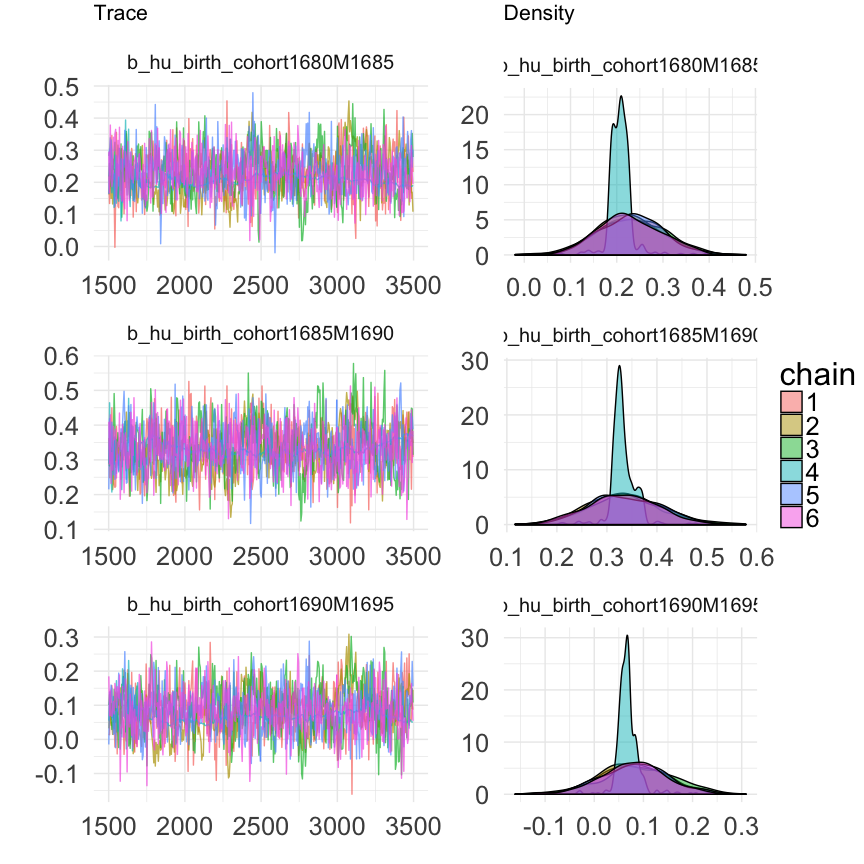 Trace
Density
b_hu_birth_cohort1680M1685
b_hu_birth_cohort1680M1685
0.5
0.4
0.3
0.2
0.1
0.0
1500 2000 2500 3000 3500
20
15
10
5
0
0.0 0.1 0.2 0.3 0.4 0.5
b_hu_birth_cohort1685M1690
b_hu_birth_cohort1685M1690
0.6
0.5
0.4
0.3
0.2
0.1
1500 2000 2500 3000 3500
30
20
10
0
0.1 0.2 0.3 0.4 0.5 0.6
chain
1
2
3
4
5
6
b_hu_birth_cohort1690M1695
b_hu_birth_cohort1690M1695
0.3
0.2
0.1
0.0
-0.1
1500 2000 2500 3000 3500
30
20
10
0
-0.1 0.0 0.1 0.2 0.3